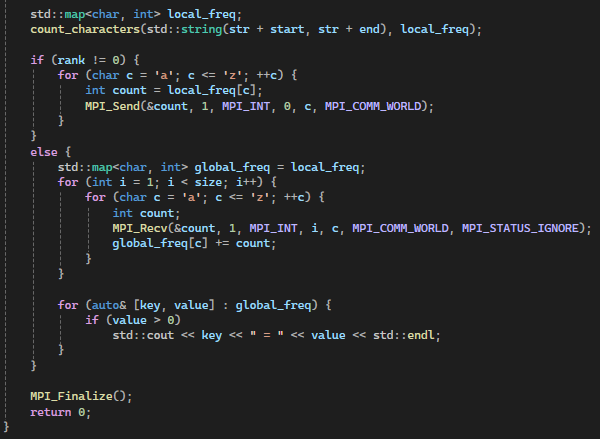 std::map<char, int> local_freq;
count_characters(std::string(str + start, str + end), local_freq);
if (rank != 0) {
for (char c = 'a'; c <= 'z'; ++c) {
int count = local_freq[c];
MPI_Send(&count, 1, MPI_INT, 0, c, MPI_COMM_WORLD);
}
}
else {
std::map<char, int> global_freq = local_freq;
for (int i = 1; i < size; i++) {
for (char c = 'a'; c <= 'z'; ++c) {
int count;
MPI_Recv(&count, 1, MPI_INT, i, c, MPI_COMM_WORLD, MPI_STATUS_IGNORE);
global_freq[c] += count;
}
}
for (auto& [key, value] : global_freq) {
if (value > 0)
std::cout << key << " = " << value << std::endl;
}
}
MPI_Finalize();
return 0;
}